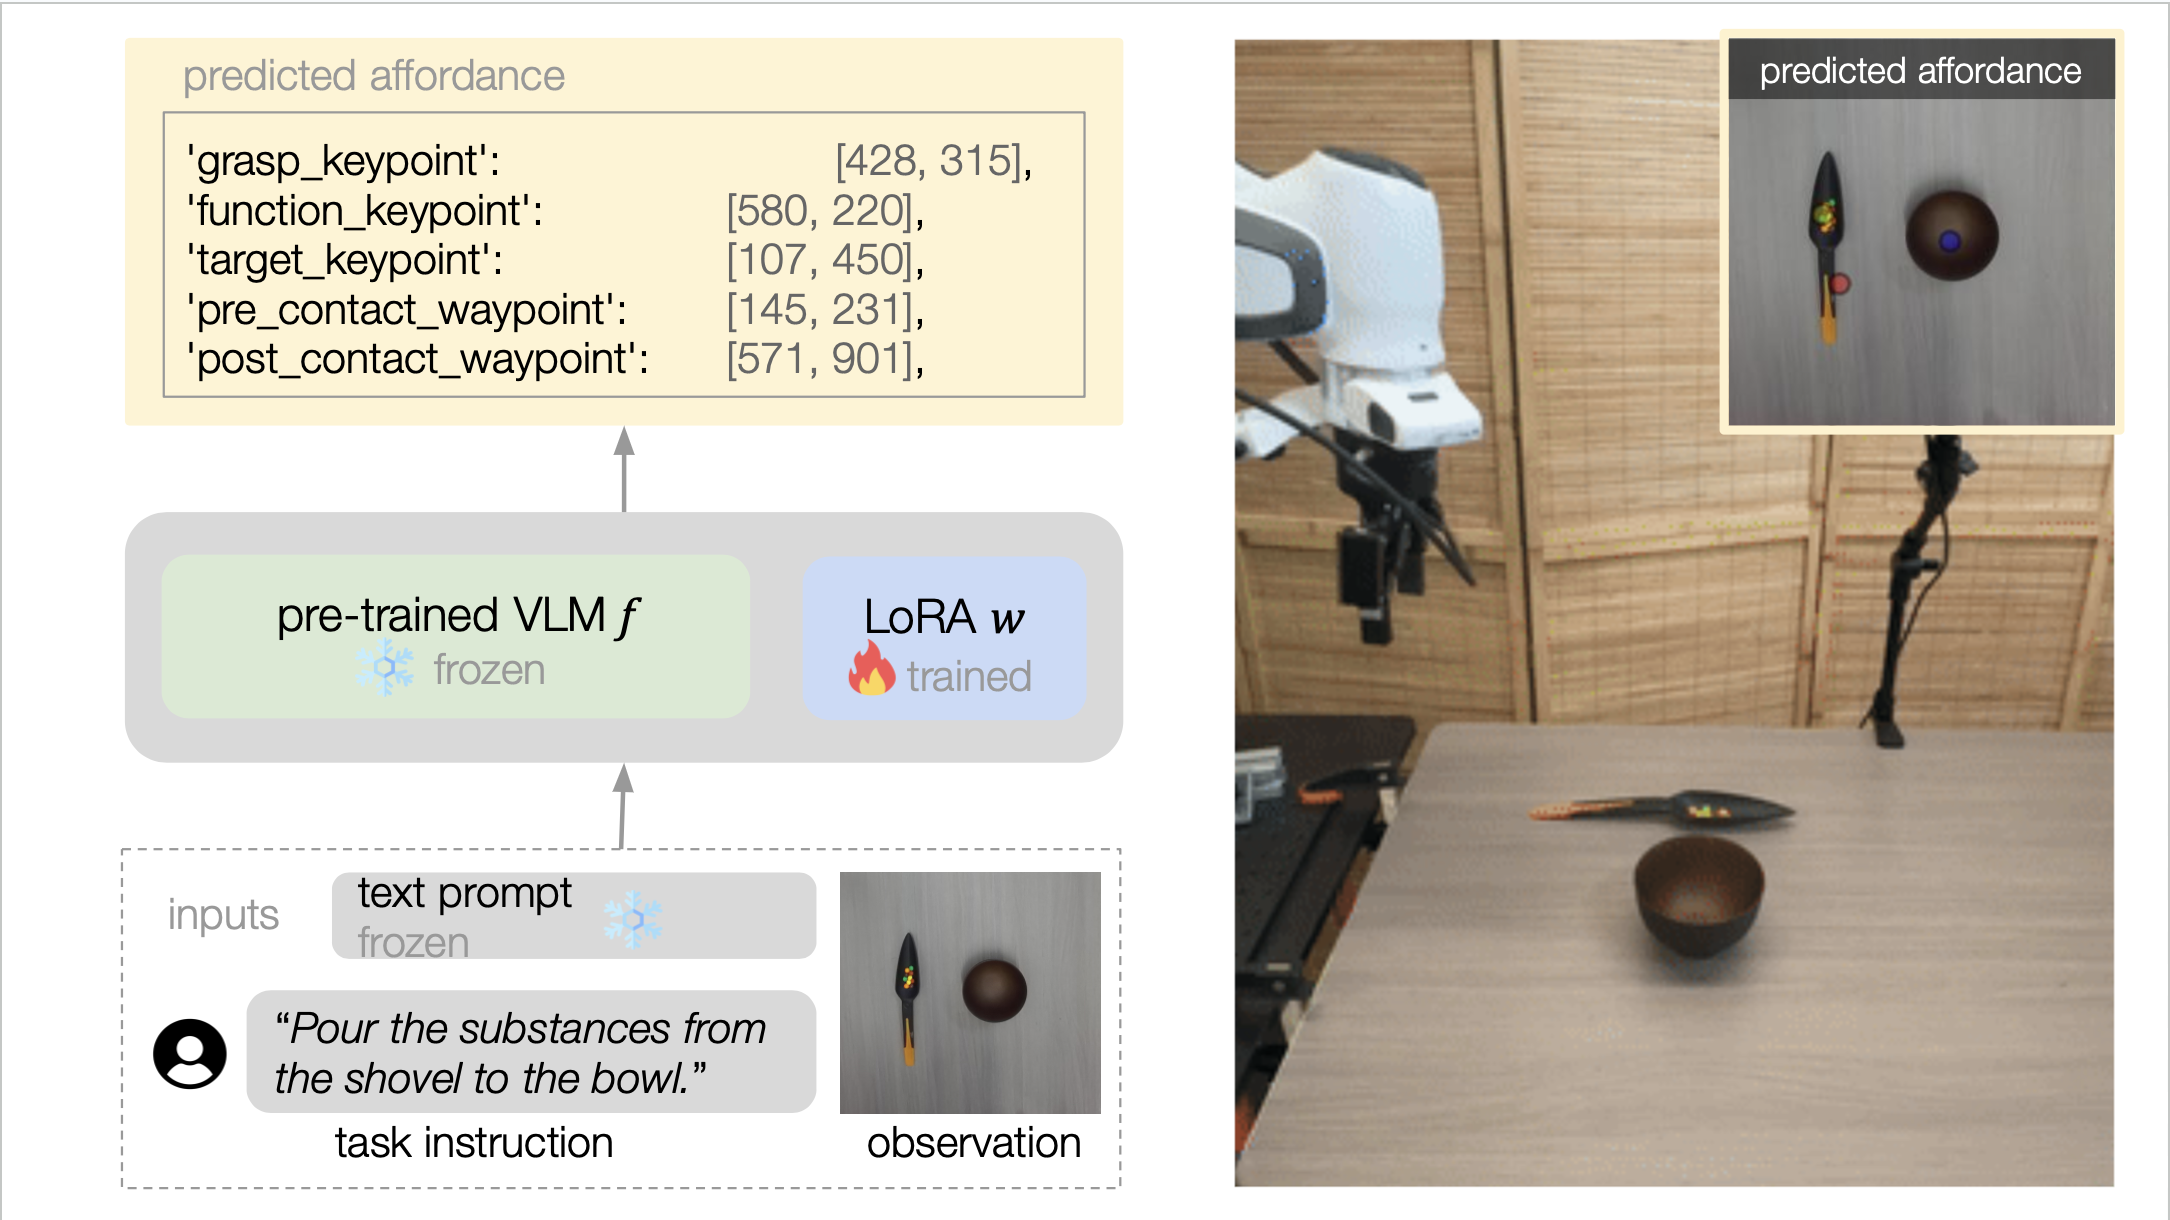 predicted affordance
'grasp_keypoint': [428, 315],
'function_keypoint': [580, 220],
'target_keypoint': [107, 450],
'pre_contact_waypoint': [145, 231],
'post_contact_waypoint': [571, 901],
pre-trained VLM f
frozen
LoRA w
trained
inputs
text prompt
frozen
“Pour the substances from
the shovel to the bowl.”
task instruction
observation
predicted affordance